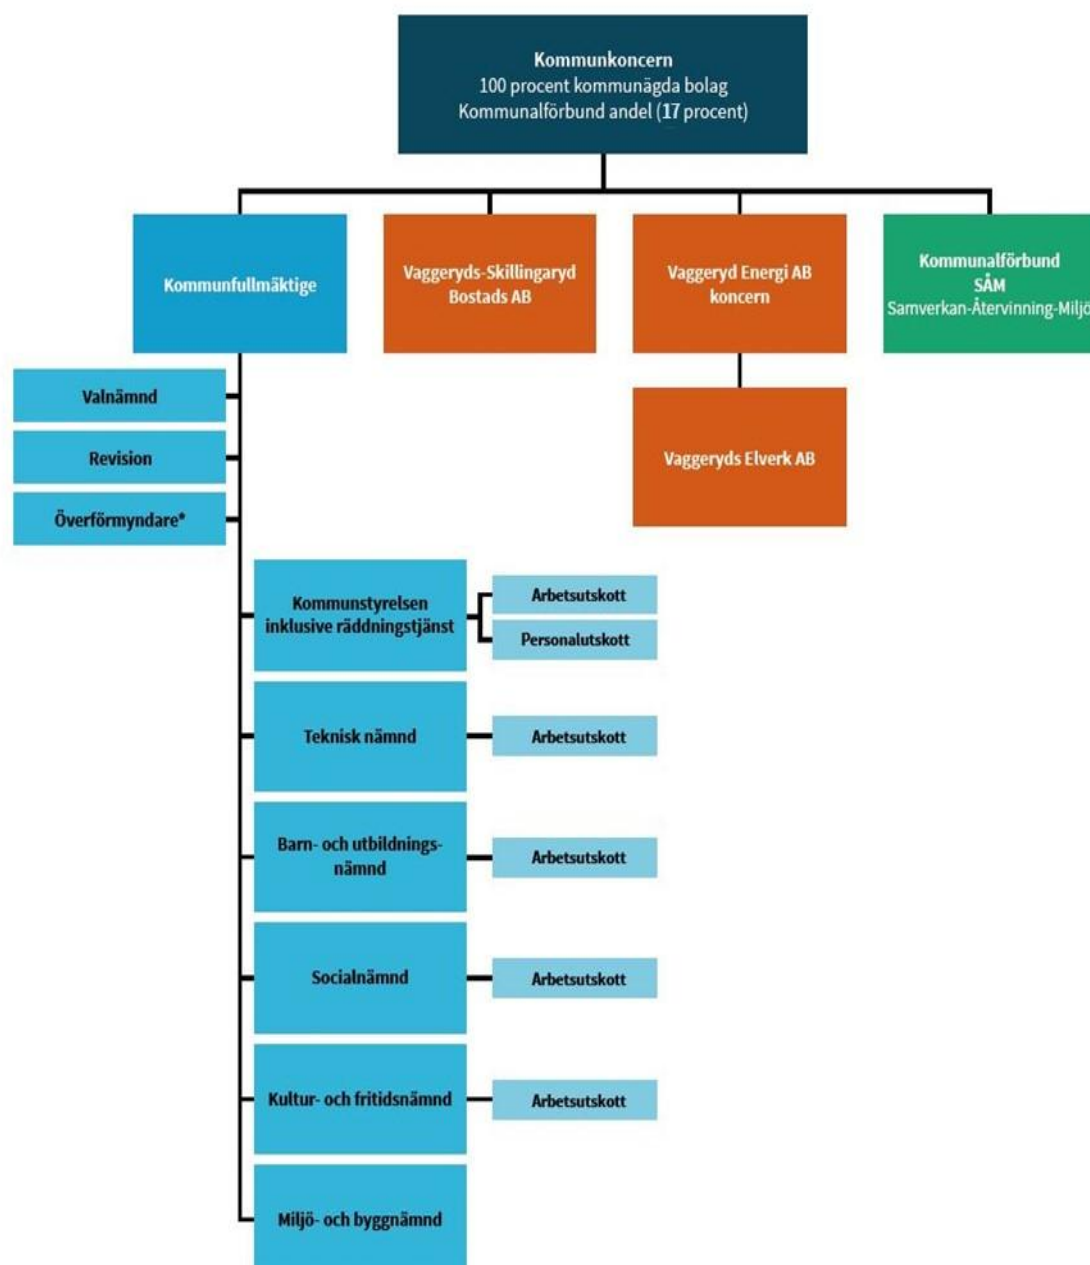 Kommunkoncern
100 procent kommunägda bolag
Kommunalförbund andel (17 procent)
Kommunfullmäktige
Vaggeryds-Skillingaryd
Bostads AB
Vaggeryd Energi AB
koncern
Kommunalförbund
SÅM
Samverkan-Återvinning-Miljö
Vaggeryds Elverk AB
Valnämnd
Revision
Överförmyndare*
Kommunstyrelsen
inklusive räddningstjänst
Arbetsutskott
Personalutskott
Teknisk nämnd
Arbetsutskott
Barn- och utbildnings-
nämnd
Arbetsutskott
Socialnämnd
Arbetsutskott
Kultur- och fritidsnämnd
Arbetsutskott
Miljö- och byggnämnd